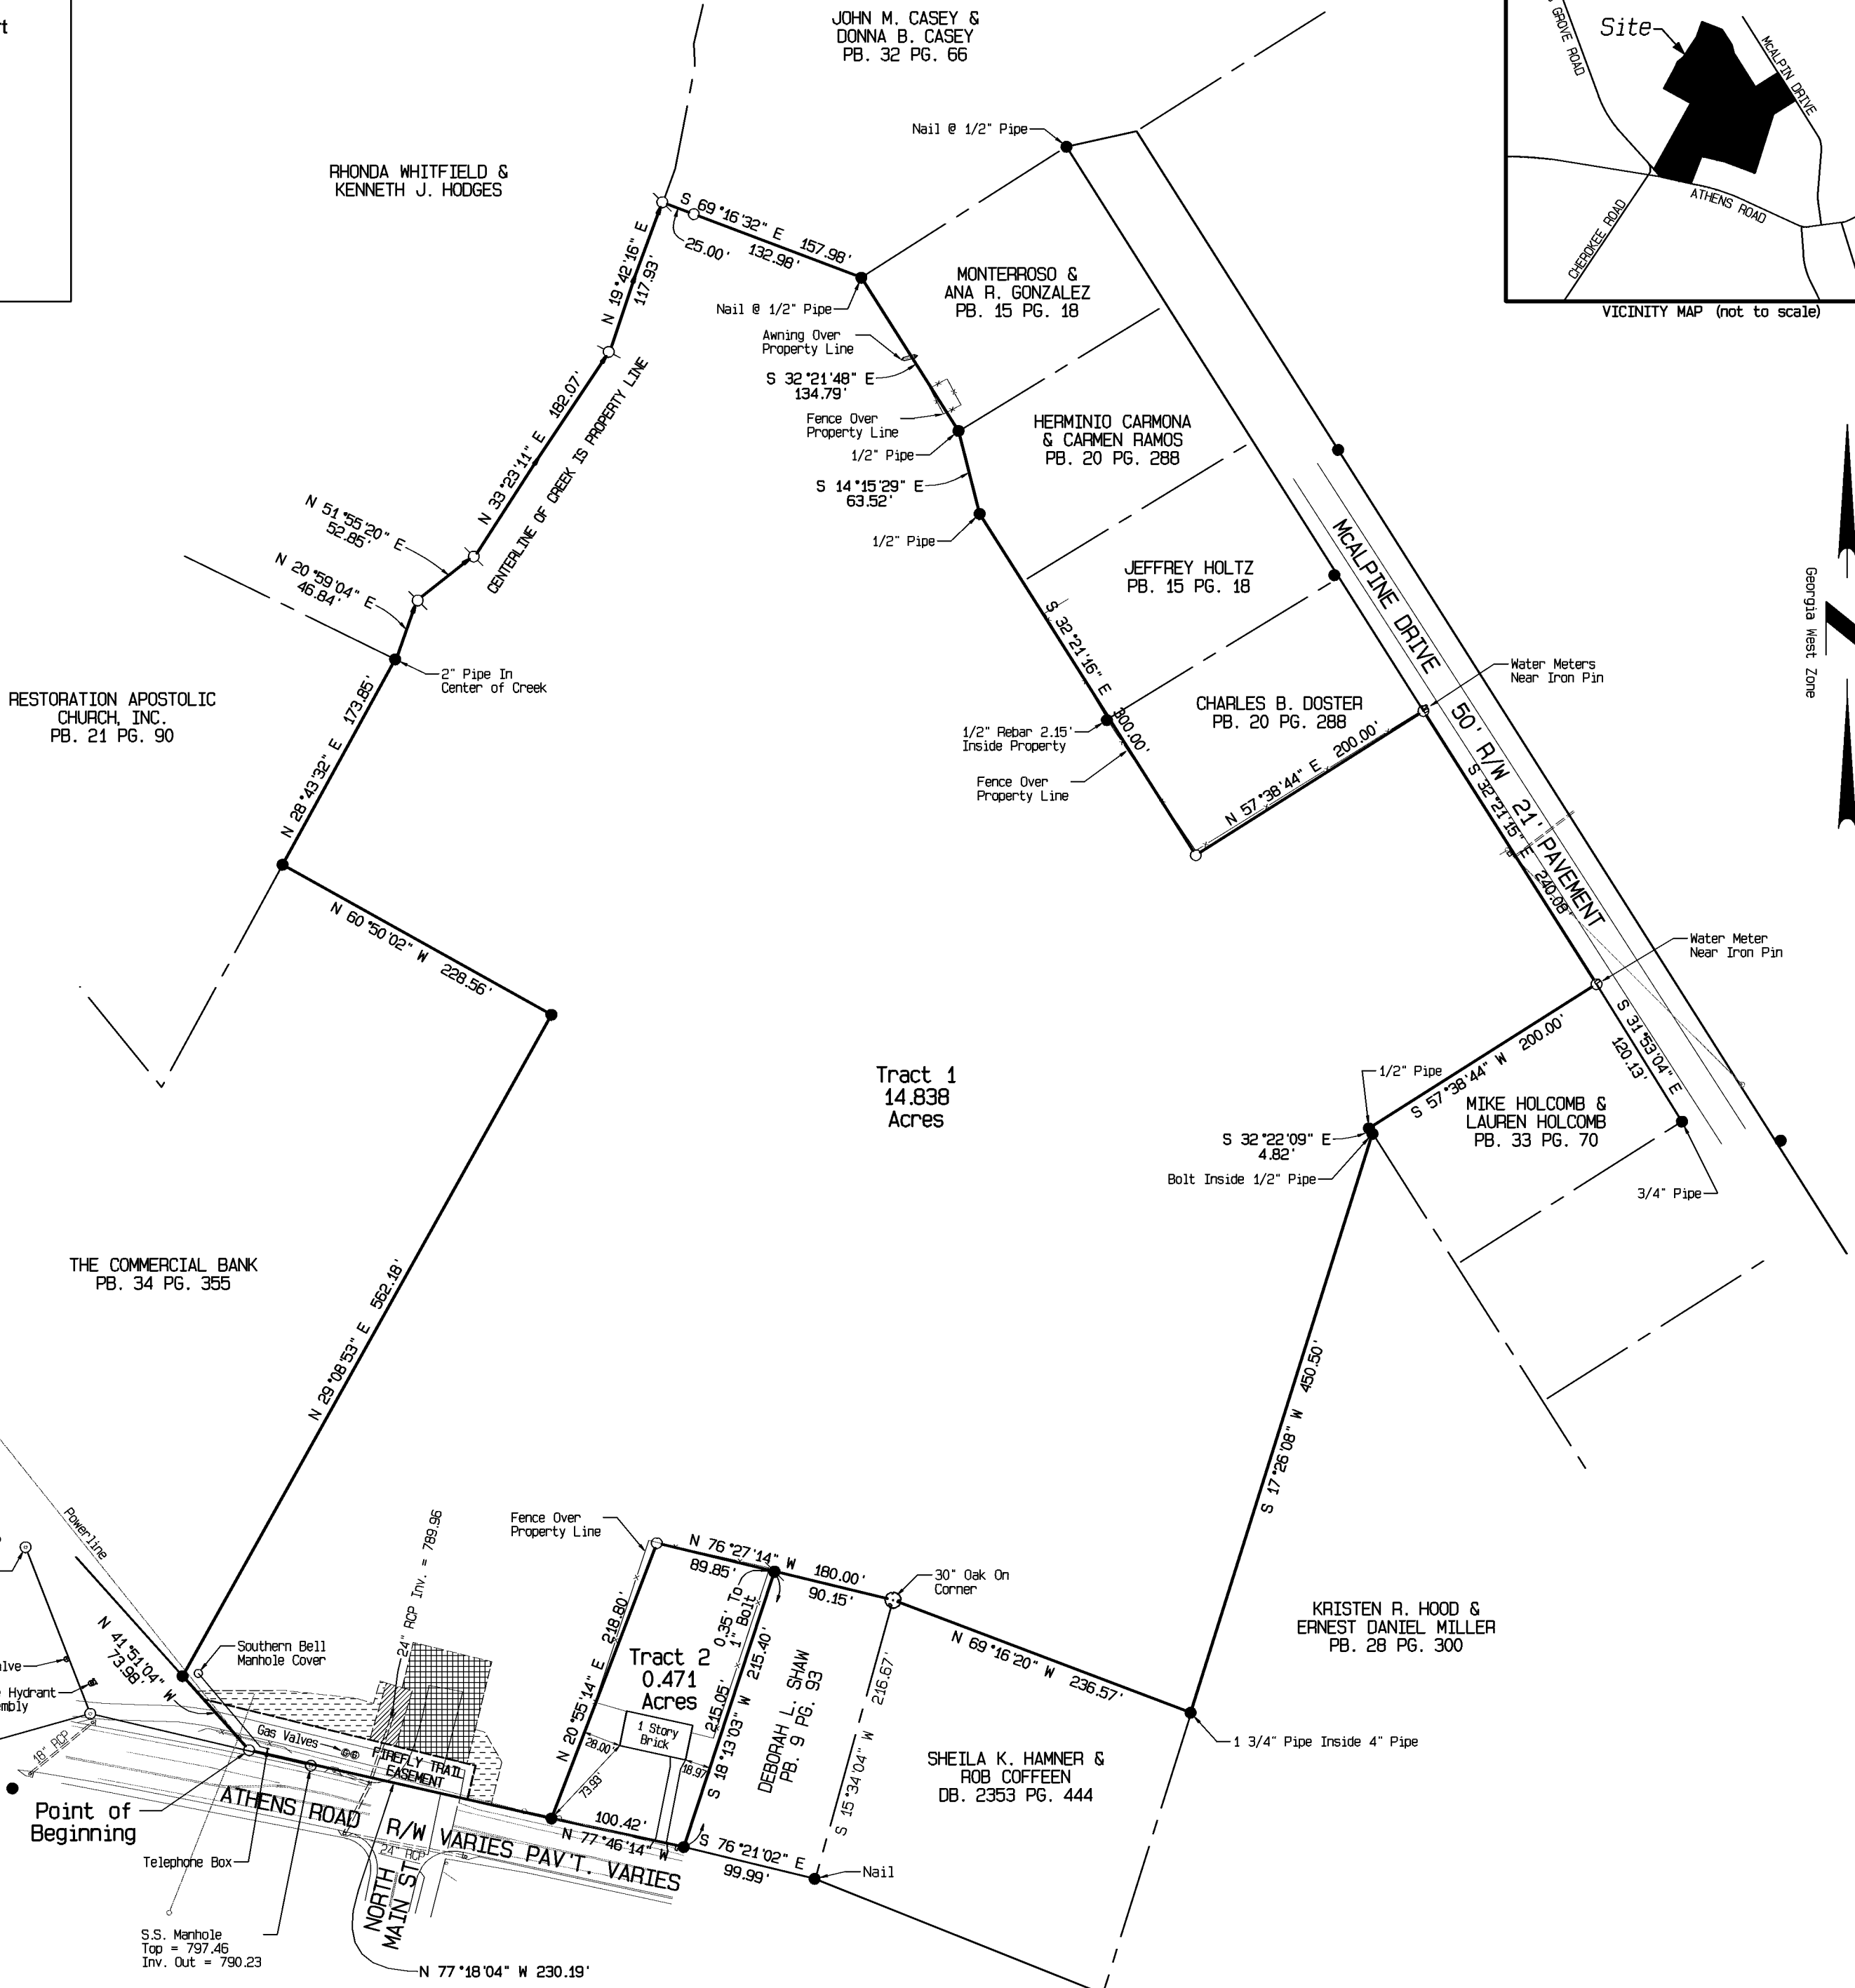 JOHN M. CASEY &
DONNA B. CASEY
PB. 32 PG. 66
GROVE ROAD
Site
McALPIN DRIVE
ATHENS ROAD
CHEROKEE ROAD
VICINITY MAP (not to scale)
Nail @ 1/2" Pipe
RHONDA WHITFIELD &
KENNETH J. HODGES
S 69°16'32" E 157.98'
25.00'
132.98'
N 19°42'16" E
117.93'
Nail @ 1/2" Pipe
MONTERROSO &
ANA R. GONZALEZ
PB. 15 PG. 18
Awning Over
Property Line
S 32°21'48" E
134.79'
Fence Over
Property Line
1/2" Pipe
HERMINIO CARMONA
& CARMEN RAMOS
PB. 20 PG. 288
S 14°15'29" E
63.52'
1/2" Pipe
N 33°23'11" E 182.07'
CENTERLINE OF CREEK IS PROPERTY LINE
N 51°55'20" E
52.85'
N 20°59'04" E
46.84'
JEFFREY HOLTZ
PB. 15 PG. 18
McALPINE DRIVE 50' R/W 21' PAVEMENT
Georgia West Zone
2" Pipe In
Center of Creek
RESTORATION APOSTOLIC
CHURCH, INC.
PB. 21 PG. 90
N 28°43'32" E 173.85'
S 32°21'16" E 300.00'
Water Meters
Near Iron Pin
CHARLES B. DOSTER
PB. 20 PG. 288
1/2" Rebar 2.15'
Inside Property
Fence Over
Property Line
N 57°38'44" E 200.00'
S 32°21'15" E 240.08'
N 60°50'02" W 228.56'
Water Meter
Near Iron Pin
Tract 1
14.838
Acres
S 31°53'04" E
120.13'
S 57°38'44" W 200.00'
1/2" Pipe
MIKE HOLCOMB &
LAUREN HOLCOMB
PB. 33 PG. 70
S 32°22'09" E
4.82'
Bolt Inside 1/2" Pipe
3/4" Pipe
THE COMMERCIAL BANK
PB. 34 PG. 355
N 29°08'53" E 562.18'
S 17°26'08" W 450.50'
Powerline
24" RCP Inv. = 789.96
Fence Over
Property Line
N 76°27'14" W 180.00'
89.85'
90.15'
30" Oak On
Corner
N 69°16'20" W 236.57'
KRISTEN R. HOOD &
ERNEST DANIEL MILLER
PB. 28 PG. 300
N 41°51'04" W
73.98'
Southern Bell
Manhole Cover
Hydrant
18" RCP
Gas Valves
FIREFLY TRAIL
EASEMENT
N 20°55'14" E 218.80'
Tract 2
0.471
Acres
0.35' To
1" Bolt
215.05'
S 18°13'03" W 215.40'
1 Story
Brick
28.00'
18.97'
73.93'
DEBORAH L. SHAW
PB. 9 PG. 93
S 15°34'04" W 216.67'
1 3/4" Pipe Inside 4" Pipe
SHEILA K. HAMNER &
ROB COFFEEN
DB. 2353 PG. 444
Point of
Beginning
ATHENS ROAD R/W VARIES PAV'T. VARIES
100.42'
N 77°46'14" W
S 76°21'02" E
99.99'
Nail
24" RCP
Telephone Box
NORTH
MAIN ST
S.S. Manhole
Top = 797.46
Inv. Out = 790.23
N 77°18'04" W 230.19'